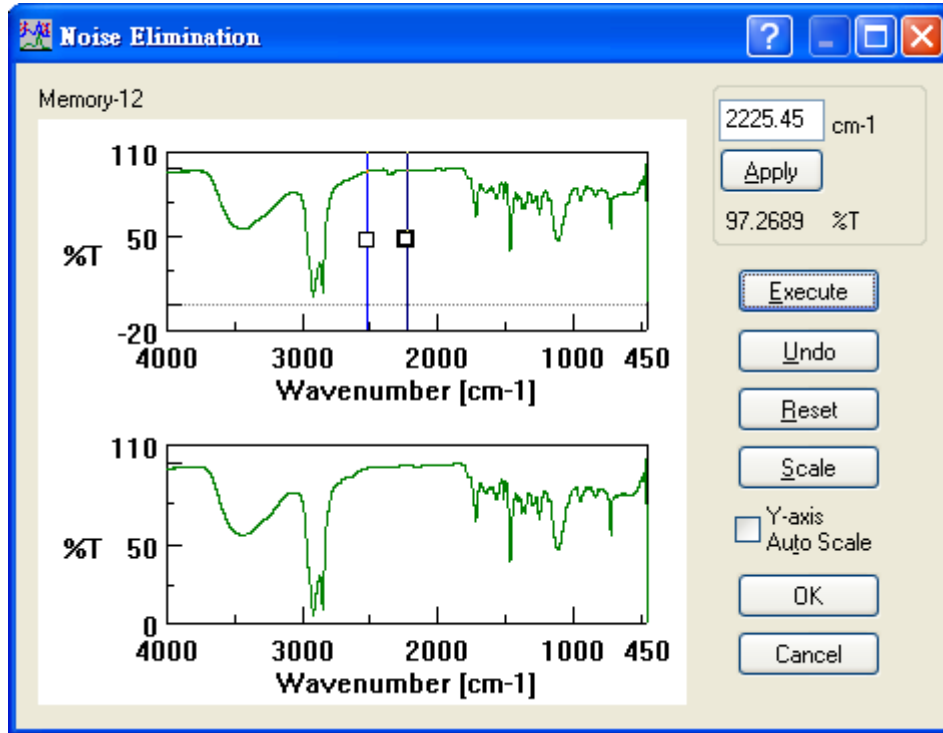 Noise Elimination
Memory-12
110
50
-20
%T
4000 3000 2000 1000 450
Wavenumber [cm-1]
110
50
0
%T
4000 3000 2000 1000 450
Wavenumber [cm-1]
2225.45 cm-1
Apply
97.2689 %T
Execute
Undo
Reset
Scale
Y-axis
Auto Scale
OK
Cancel